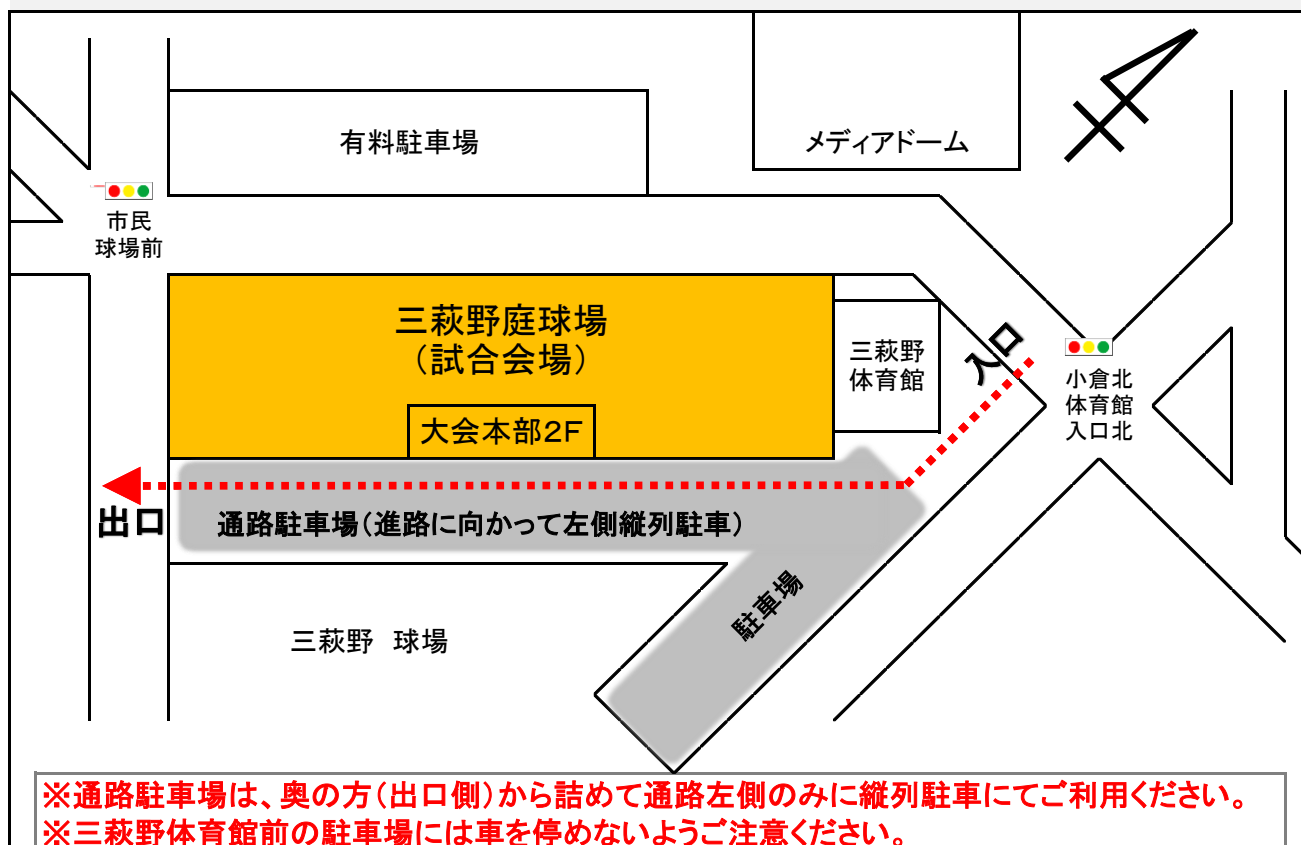 有料駐車場
メディアドーム
市民
球場前
三萩野庭球場
（試合会場）
三萩野
体育館
入口
小倉北
体育館
入口北
大会本部２Ｆ
出口
通路駐車場（進路に向かって左側縦列駐車）
駐車場
三萩野　球場
※通路駐車場は、奥の方（出口側）から詰めて通路左側のみに縦列駐車にてご利用ください。
※三萩野体育館前の駐車場には車を停めないようご注意ください。